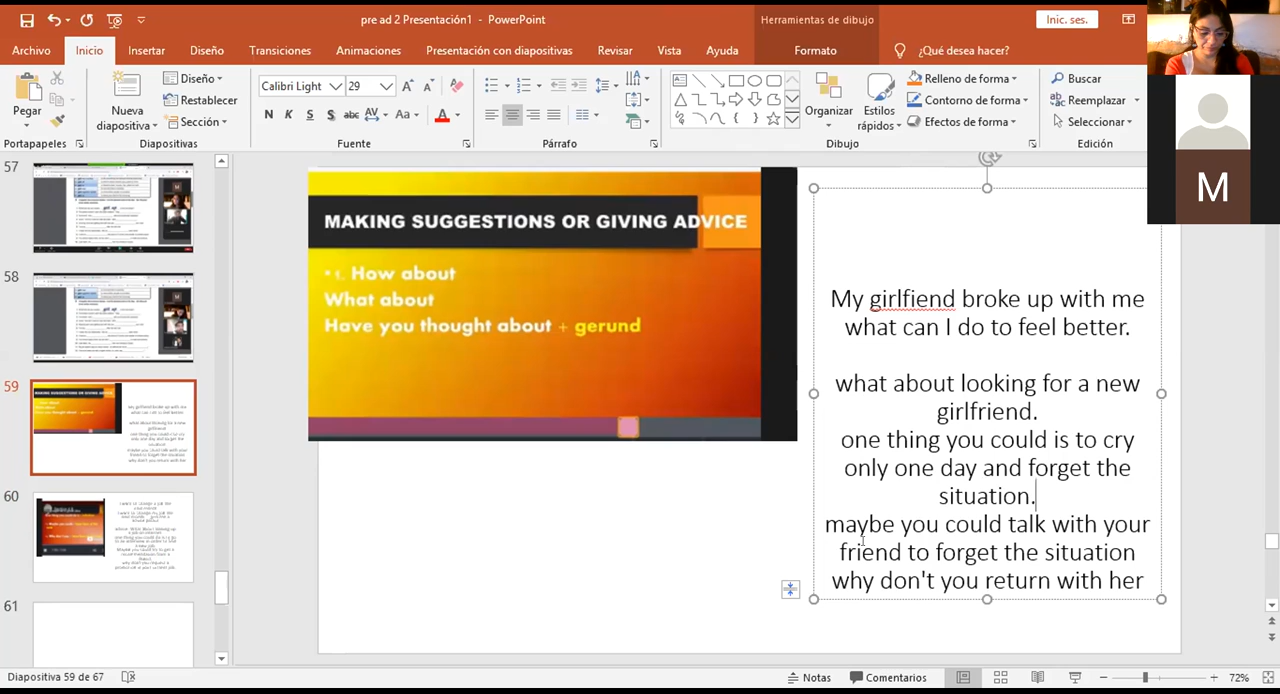 pre ad 2 Presentación1 - PowerPoint
Herramientas de dibujo
Inic. ses.
Archivo Inicio Insertar Diseño Transiciones Animaciones Presentación con diapositivas Revisar Vista Ayuda Formato ¿Qué desea hacer?
Pegar
Nueva
diapositiva
Diseño
Restablecer
Sección
Calibri Light 29
N K S S abc AV Aa A
Organizar
Estilos
rápidos
Relleno de forma
Contorno de forma
Efectos de forma
Buscar
Reemplazar
Seleccionar
Portapapeles Diapositivas Fuente Párrafo Dibujo Edición
M
57
58
59
60
61
MAKING SUGGESTIONS OR GIVING ADVICE
1. How about
What about
Have you thought about + gerund
My girlfiend broke up with me
what can I do to feel better.
what about looking for a new
girlfriend.
one thing you could is to cry
only one day and forget the
situation.
maybe you could talk with your
friend to forget the situation
why don't you return with her
Diapositiva 59 de 67
Notas Comentarios 72%